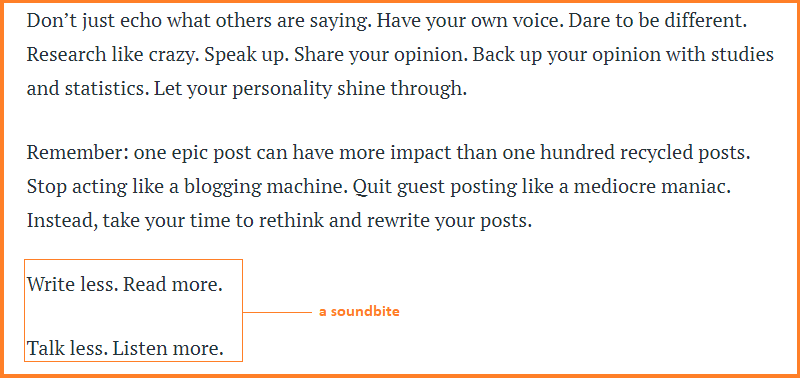 Don’t just echo what others are saying. Have your own voice. Dare to be different.
Research like crazy. Speak up. Share your opinion. Back up your opinion with studies
and statistics. Let your personality shine through.
Remember: one epic post can have more impact than one hundred recycled posts.
Stop acting like a blogging machine. Quit guest posting like a mediocre maniac.
Instead, take your time to rethink and rewrite your posts.
Write less. Read more.
a soundbite
Talk less. Listen more.